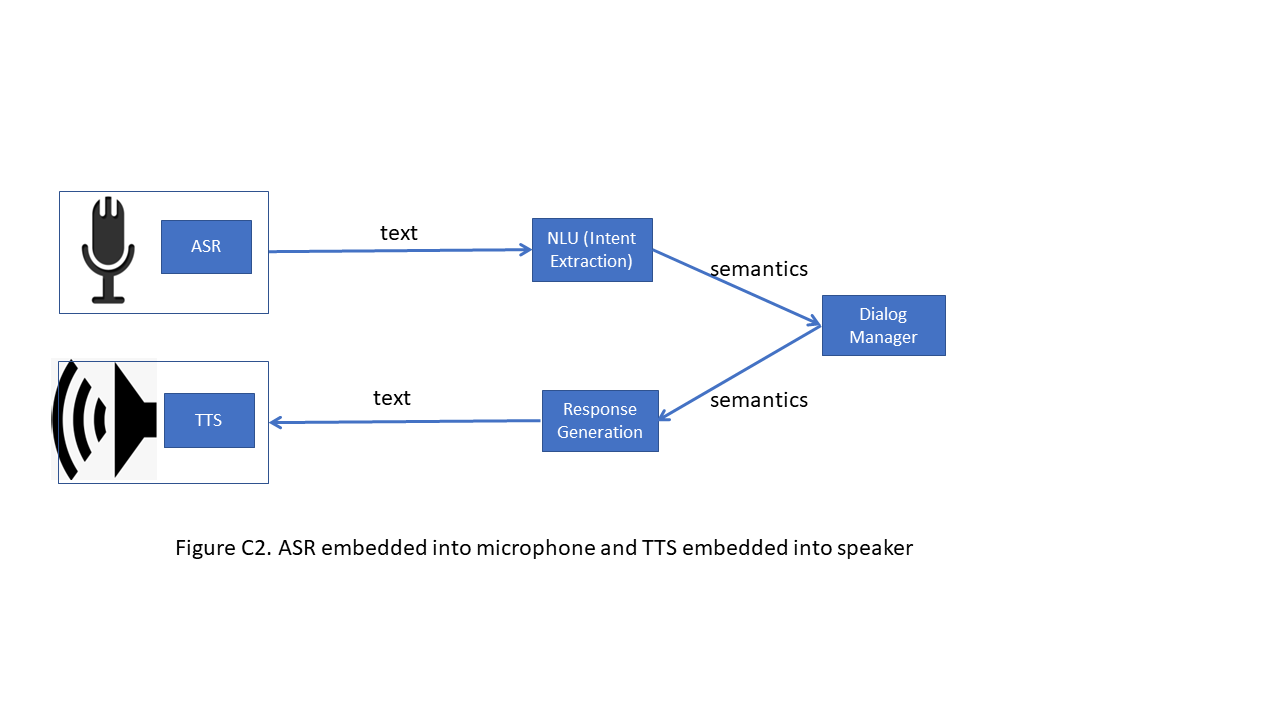 ASR
text
NLU (Intent
Extraction)
semantics
Dialog
Manager
TTS
text
Response
Generation
semantics
Figure C2. ASR embedded into microphone and TTS embedded into speaker